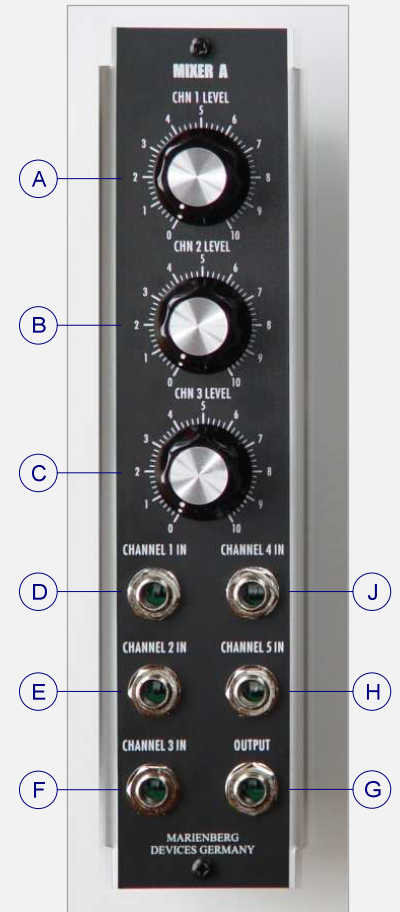 MIXER A
CHN 1 LEVEL
5
4 6
3 7
A 2 8
1 9
0 10
CHN 2 LEVEL
5
4 6
3 7
B 2 8
1 9
0 10
CHN 3 LEVEL
5
4 6
3 7
C 2 8
1 9
0 10
CHANNEL 1 IN CHANNEL 4 IN
D J
CHANNEL 2 IN CHANNEL 5 IN
E H
CHANNEL 3 IN OUTPUT
F G
MARIENBERG
DEVICES GERMANY